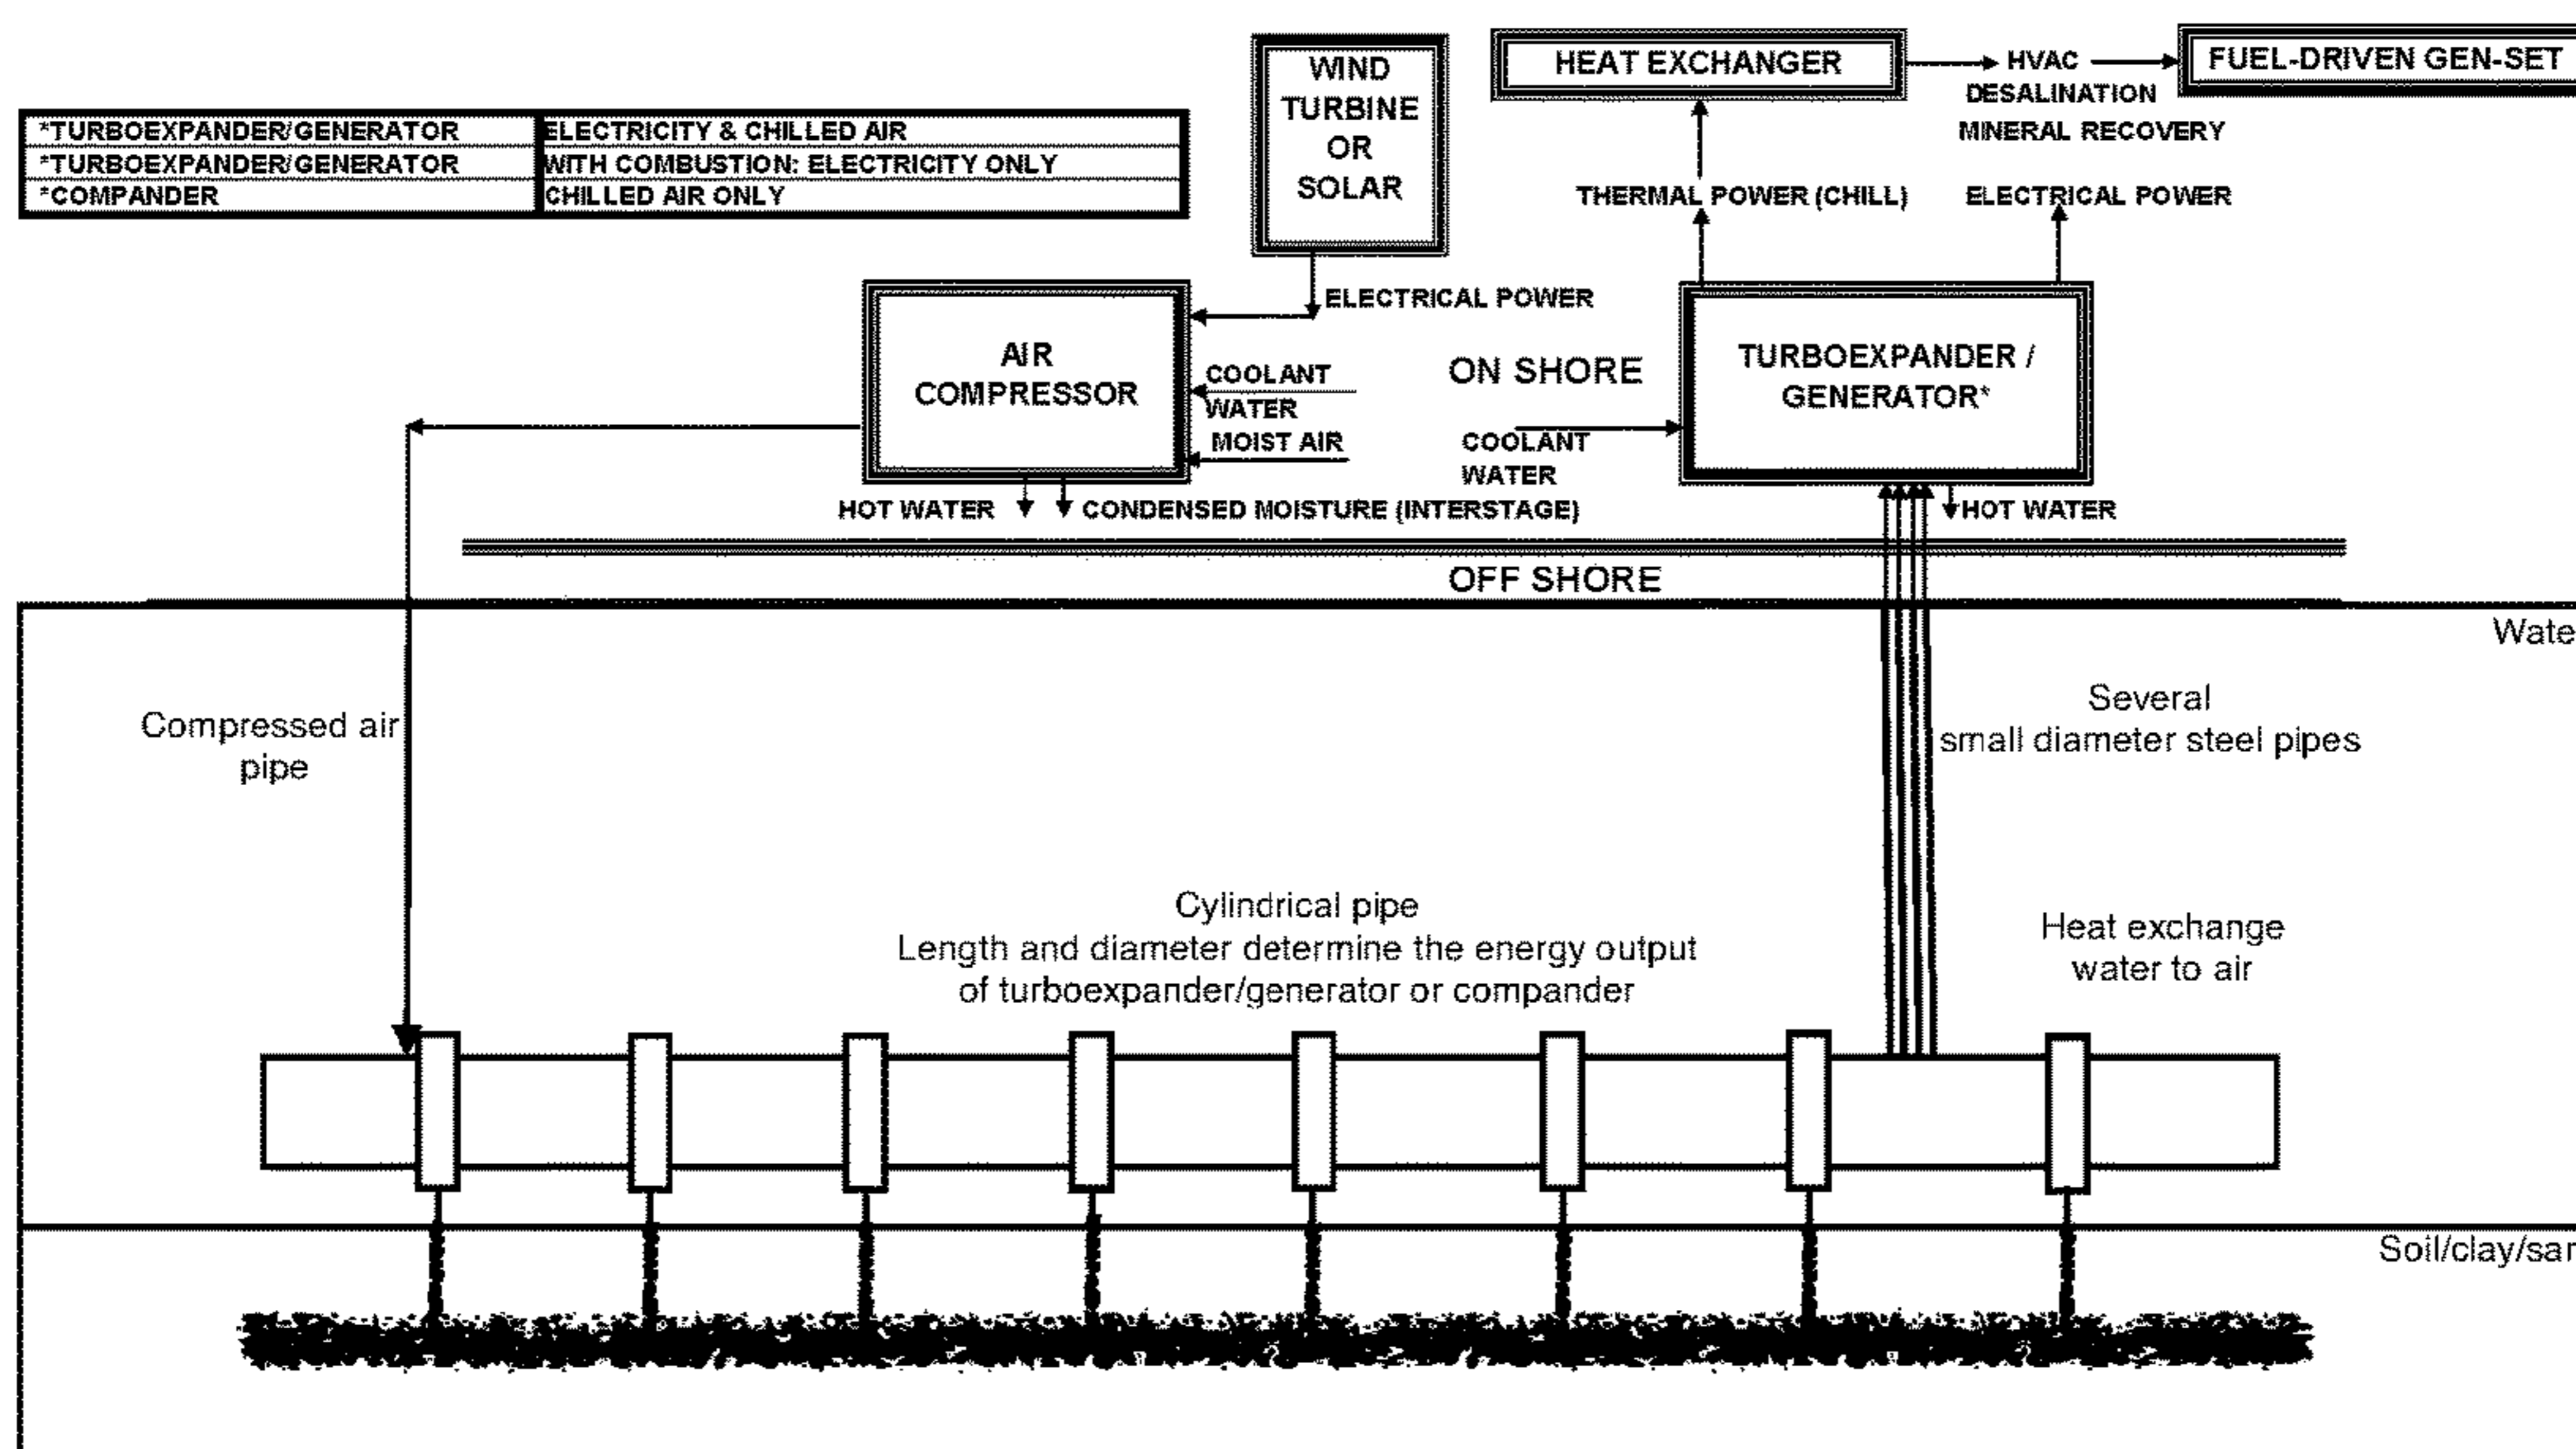 WIND
TURBINE
OR
SOLAR
HEAT EXCHANGER
HVAC
DESALINATION
MINERAL RECOVERY
FUEL-DRIVEN GEN-SET
*TURBOEXPANDER/GENERATOR ELECTRICITY & CHILLED AIR
*TURBOEXPANDER/GENERATOR WITH COMBUSTION: ELECTRICITY ONLY
*COMPANDER CHILLED AIR ONLY
THERMAL POWER (CHILL)
ELECTRICAL POWER
ELECTRICAL POWER
AIR
COMPRESSOR
COOLANT
WATER
MOIST AIR
ON SHORE
COOLANT
WATER
TURBOEXPANDER /
GENERATOR*
HOT WATER
CONDENSED MOISTURE (INTERSTAGE)
HOT WATER
OFF SHORE
Wate
Compressed air
pipe
Several
small diameter steel pipes
Cylindrical pipe
Length and diameter determine the energy output
of turboexpander/generator or compander
Heat exchange
water to air
Soil/clay/san